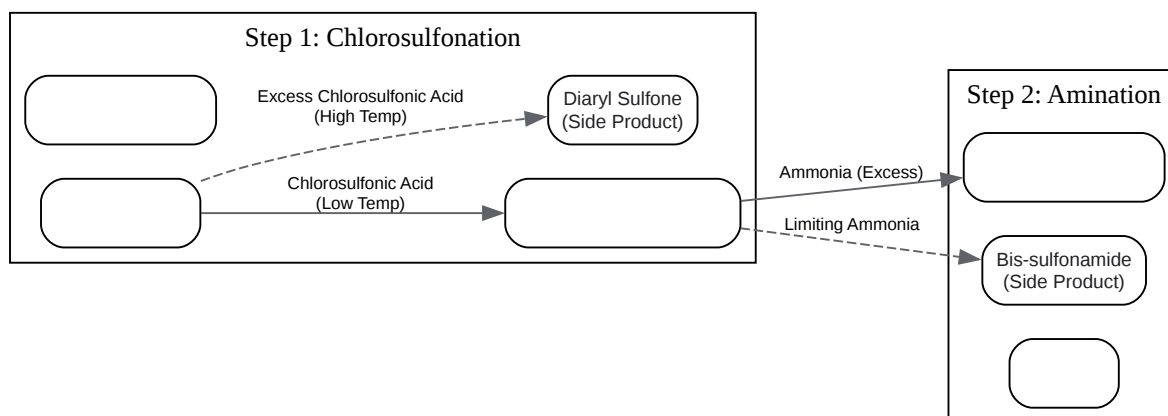 Step 1: Chlorosulfonation
Excess Chlorosulfonic Acid
(High Temp)
Diaryl Sulfone
(Side Product)
Chlorosulfonic Acid
(Low Temp)
Step 2: Amination
Ammonia (Excess)
Limiting Ammonia
Bis-sulfonamide
(Side Product)